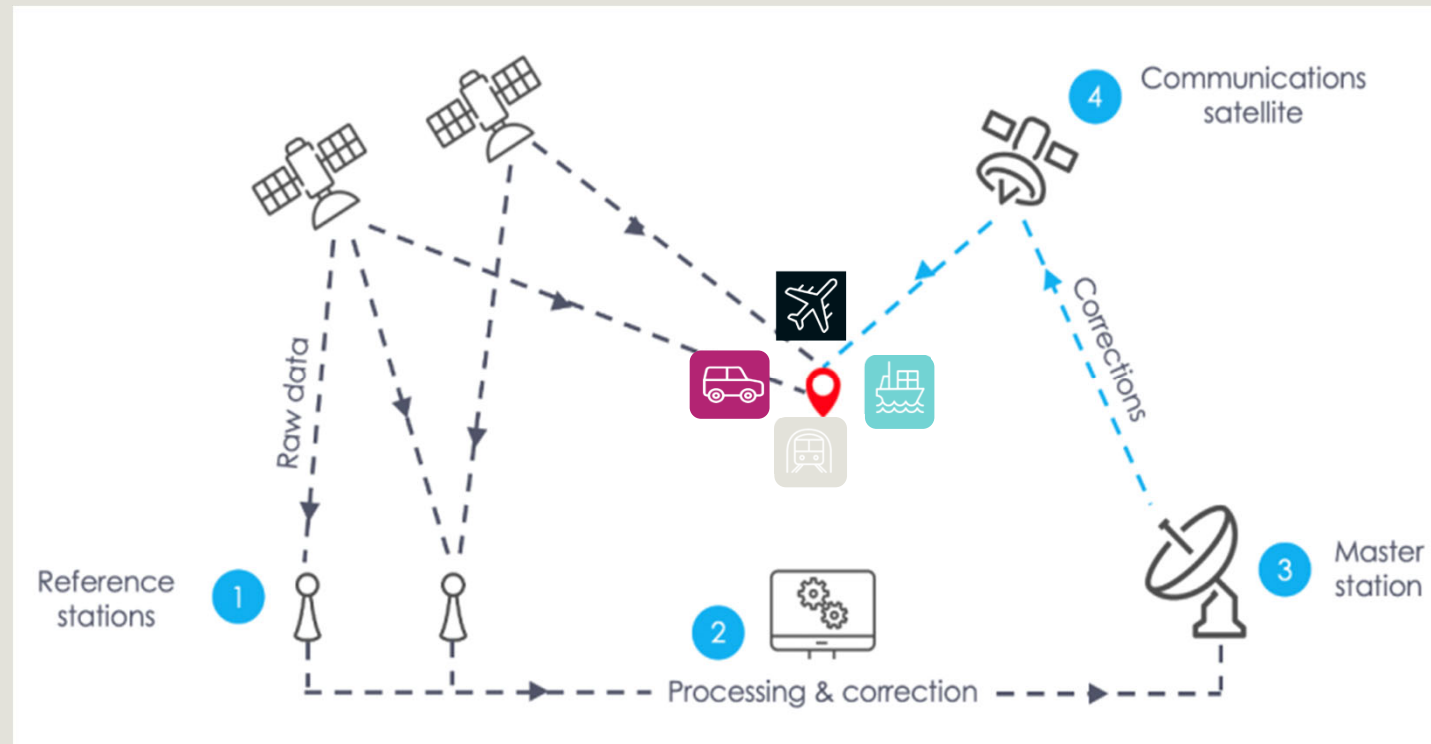 4
Communications
satellite
Raw data
Corrections
Reference
stations
1
2
Processing & correction
3
Master
station